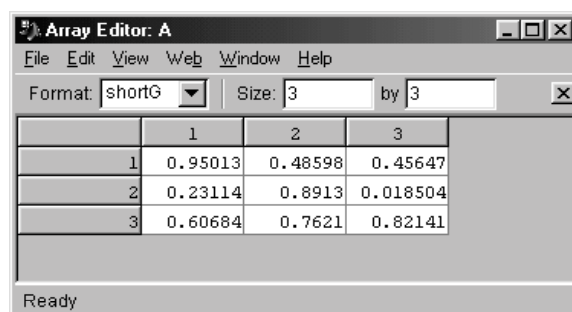 Array Editor: A
File Edit View Web Window Help
Format: shortG Size: 3 by 3
1 2 3
1 0.95013 0.48598 0.45647
2 0.23114 0.8913 0.018504
3 0.60684 0.7621 0.82141
Ready